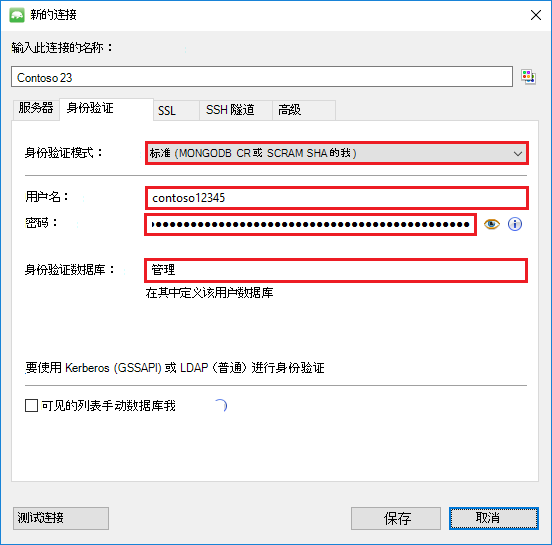 新的连接
输入此连接的名称：
Contoso 23
服务器 身份验证 SSL SSH 隧道 高级
身份验证模式： 标准 (MONGODB CR 或 SCRAM SHA 的我)
用户名： contoso12345
密码： ●●●●●●●●●●●●●●●●●●●●●●●●●●●●●●●●●●●●●●●●
身份验证数据库： 管理
在其中定义该用户数据库
要使用 Kerberos (GSSAPI) 或 LDAP（普通）进行身份验证
可见的列表手动数据库我
测试连接 保存 取消